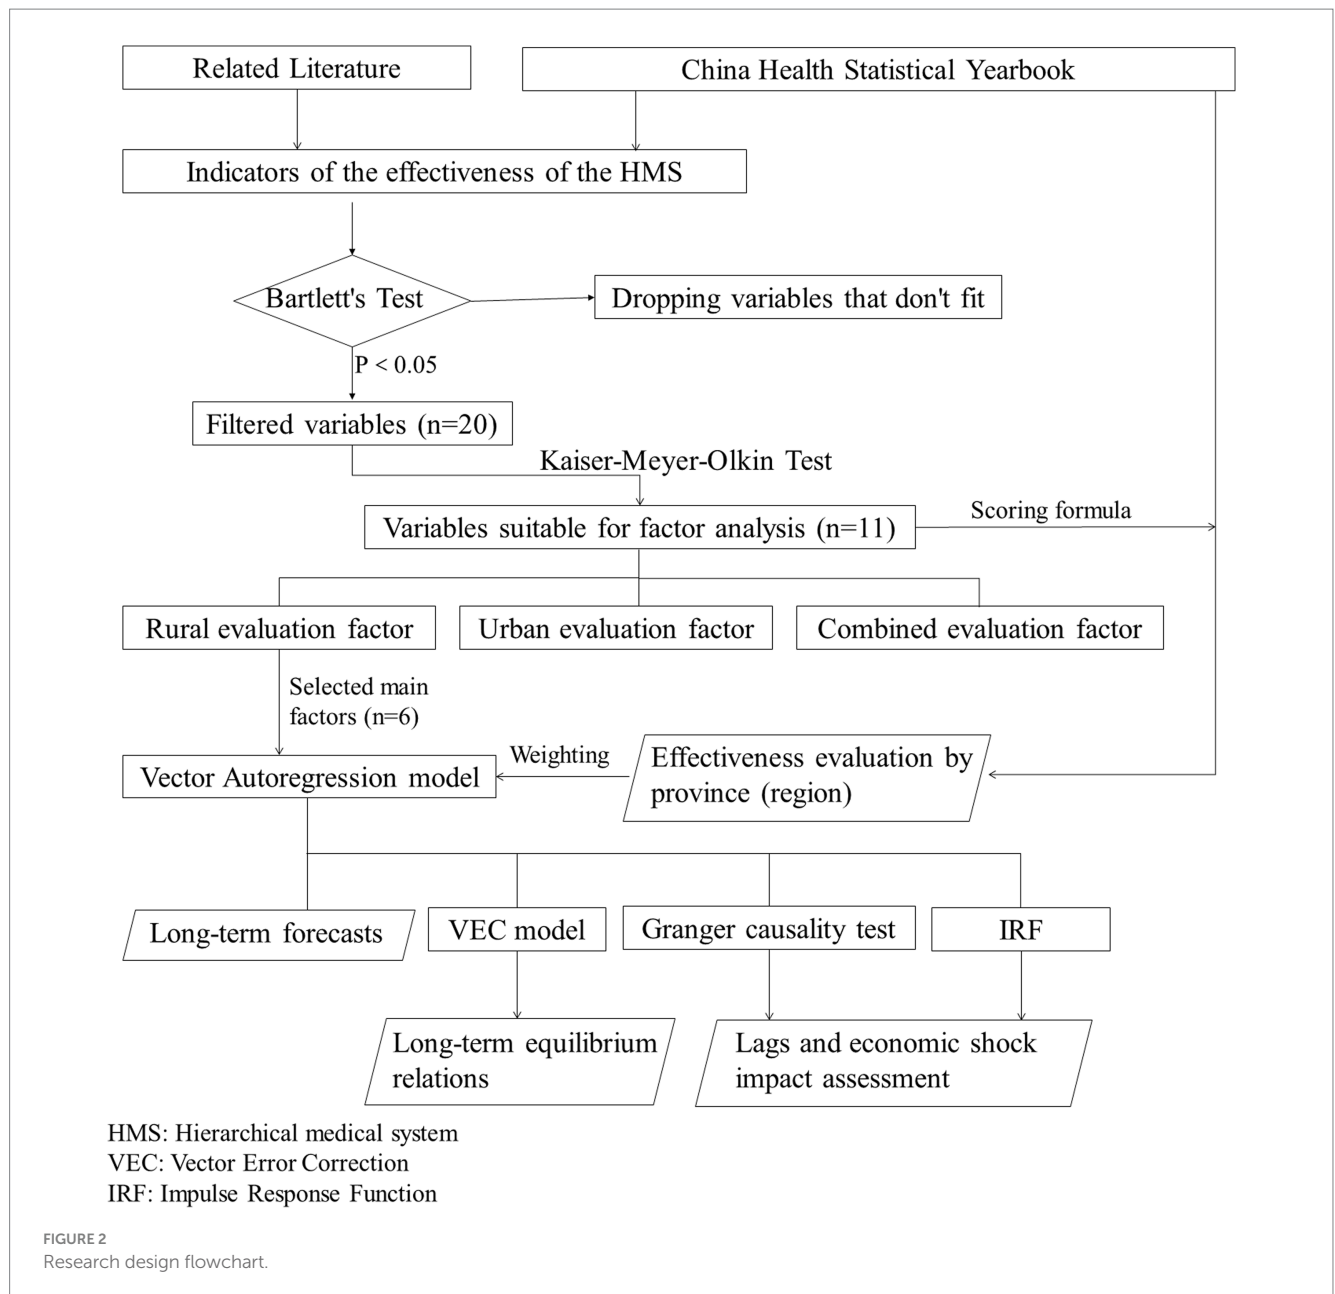 Related Literature
China Health Statistical Yearbook
Indicators of the effectiveness of the HMS
Bartlett's Test
Dropping variables that don't fit
P < 0.05
Filtered variables (n=20)
Kaiser-Meyer-Olkin Test
Variables suitable for factor analysis (n=11)
Scoring formula
Rural evaluation factor
Urban evaluation factor
Combined evaluation factor
Selected main
factors (n=6)
Vector Autoregression model
Weighting
Effectiveness evaluation by
province (region)
Long-term forecasts
VEC model
Granger causality test
IRF
Long-term equilibrium
relations
Lags and economic shock
impact assessment
HMS: Hierarchical medical system
VEC: Vector Error Correction
IRF: Impulse Response Function
FIGURE 2
Research design flowchart.